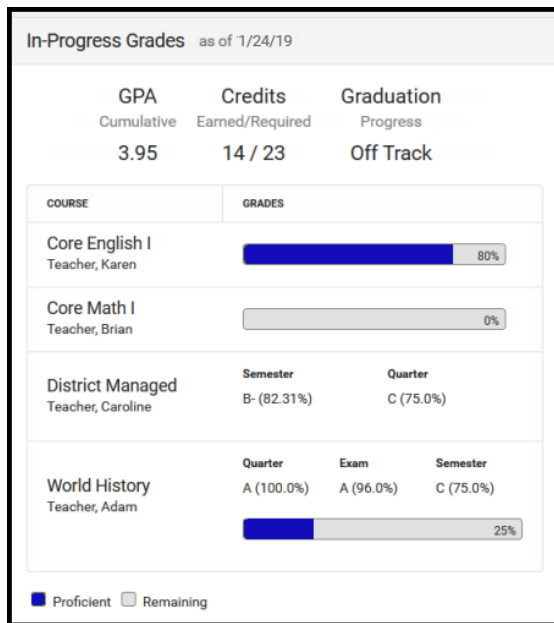 In-Progress Grades as of 1/24/19
GPA Credits Graduation
Cumulative Earned/Required Progress
3.95 14 / 23 Off Track
COURSE GRADES
Core English I
Teacher, Karen
80%
Core Math I
Teacher, Brian
0%
District Managed
Teacher, Caroline
Semester Quarter
B- (82.31%) C (75.0%)
World History
Teacher, Adam
Quarter Exam Semester
A (100.0%) A (96.0%) C (75.0%)
25%
Proficient Remaining